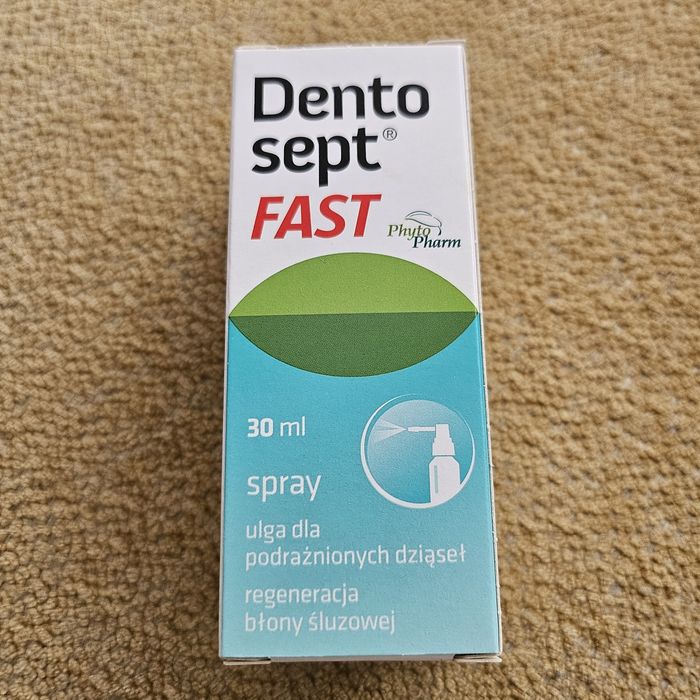 Dento
sept®
FAST
Phyto
Pharm
30 ml
spray
ulga dla
podrażnionych dziąseł
regeneracja
błony śluzowej